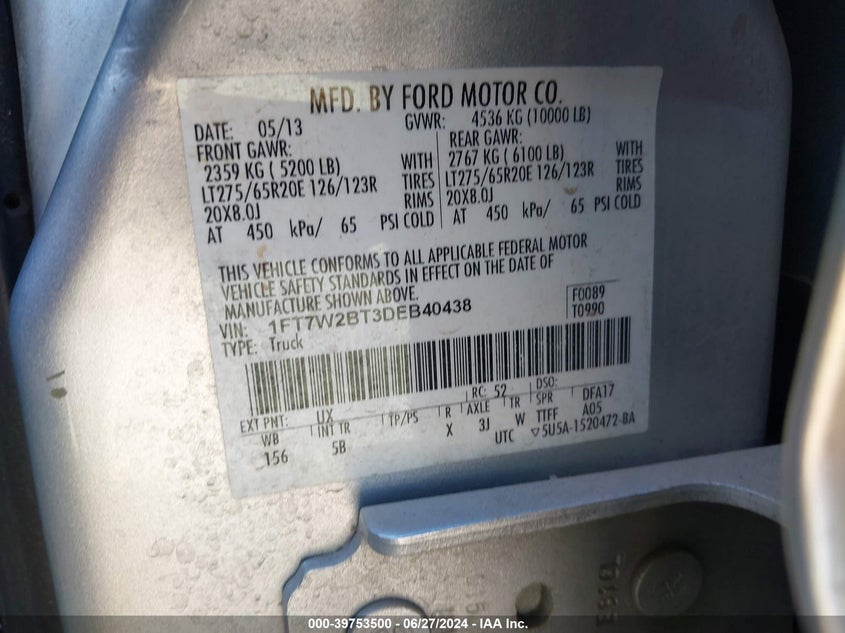 MFD. BY FORD MOTOR CO.
DATE: 05/13 GVWR: 4536 KG (10000 LB)
FRONT GAWR: REAR GAWR:
2359 KG ( 5200 LB) WITH 2767 KG ( 6100 LB) WITH
LT275/65R20E 126/123R TIRES LT275/65R20E 126/123R TIRES
20X8.0J RIMS 20X8.0J RIMS
AT 450 kPa/ 65 PSI COLD AT 450 kPa/ 65 PSI COLD
THIS VEHICLE CONFORMS TO ALL APPLICABLE FEDERAL MOTOR
VEHICLE SAFETY STANDARDS IN EFFECT ON THE DATE OF
MANUFACTURE SHOWN ABOVE.
VIN: 1FT7W2BT3DEB40438 F0089
TYPE: Truck T0990
EXT PNT: UX RC: 52 DSO:
WB INT TR TP/PS R AXLE TR SPR DFA17
156 5B X 3J W TTFF A05
UTC ▽5U5A-1520472-BA
000-39753500 - 06/27/2024 - IAA Inc.